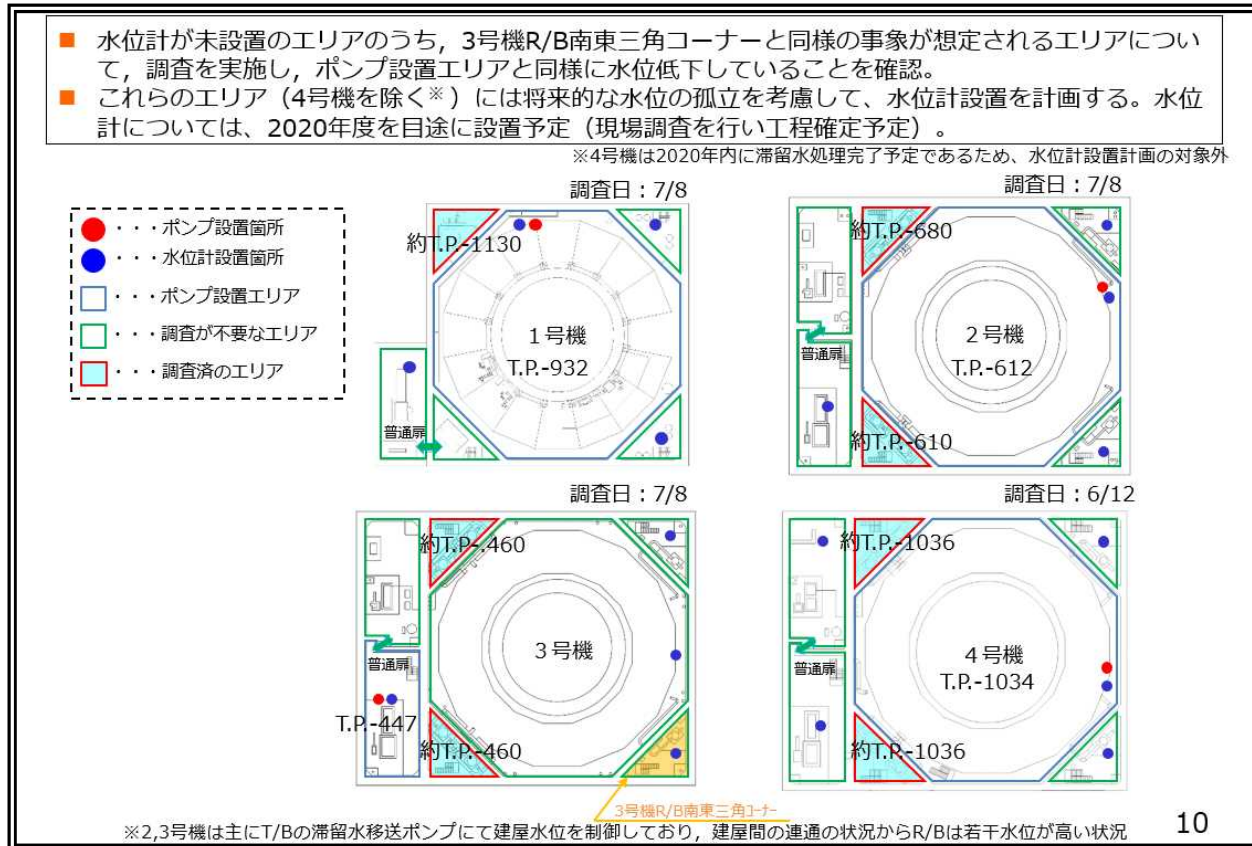 ■ 水位計が未設置のエリアのうち，3号機R/B南東三角コーナーと同様の事象が想定されるエリアについ
て，調査を実施し，ポンプ設置エリアと同様に水位低下していることを確認。
■ これらのエリア（4号機を除く※）には将来的な水位の孤立を考慮して、水位計設置を計画する。水位
計については、2020年度を目途に設置予定（現場調査を行い工程確定予定）。
※4号機は2020年内に滞留水処理完了予定であるため、水位計設置計画の対象外
・・・ポンプ設置箇所
・・・水位計設置箇所
・・・ポンプ設置エリア
・・・調査が不要なエリア
・・・調査済のエリア
調査日：7/8
約T.P.-1130
1号機
T.P.-932
普通扉
調査日：7/8
約T.P.-680
2号機
T.P.-612
普通扉
約T.P.-610
調査日：7/8
約T.P.-.460
3号機
普通扉
T.P.-447
約T.P.-460
3号機R/B南東三角ｺｰﾅｰ
調査日：6/12
約T.P.-1036
4号機
T.P.-1034
普通扉
約T.P.-1036
※2,3号機は主にT/Bの滞留水移送ポンプにて建屋水位を制御しており，建屋間の連通の状況からR/Bは若干水位が高い状況
10